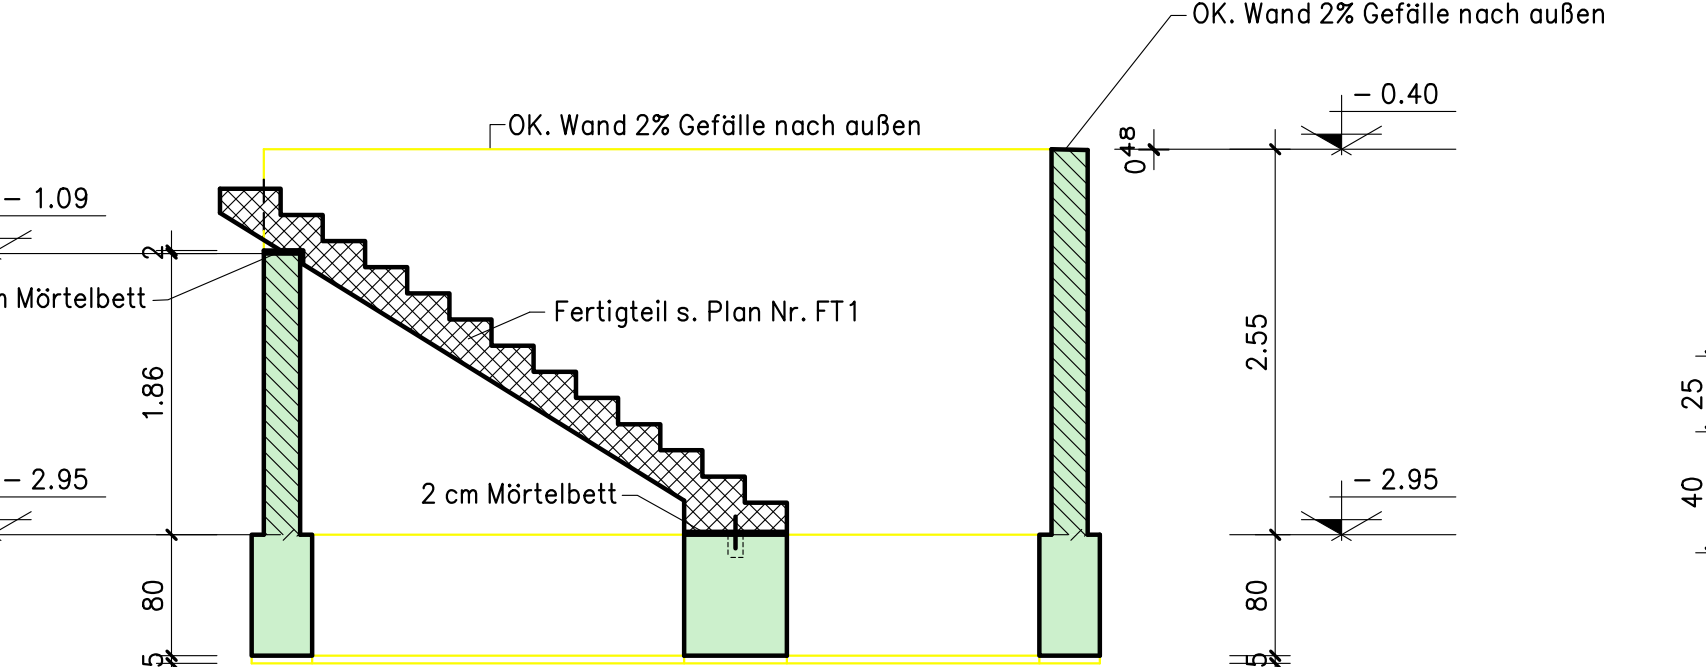 OK. Wand 2% Gefälle nach außen
- 0.40
OK. Wand 2% Gefälle nach außen
0⁴⁸
- 1.09
2
Mörtelbett
Fertigteil s. Plan Nr. FT1
2.55
1.86
25
- 2.95
2 cm Mörtelbett
- 2.95
40
80
80
5
5